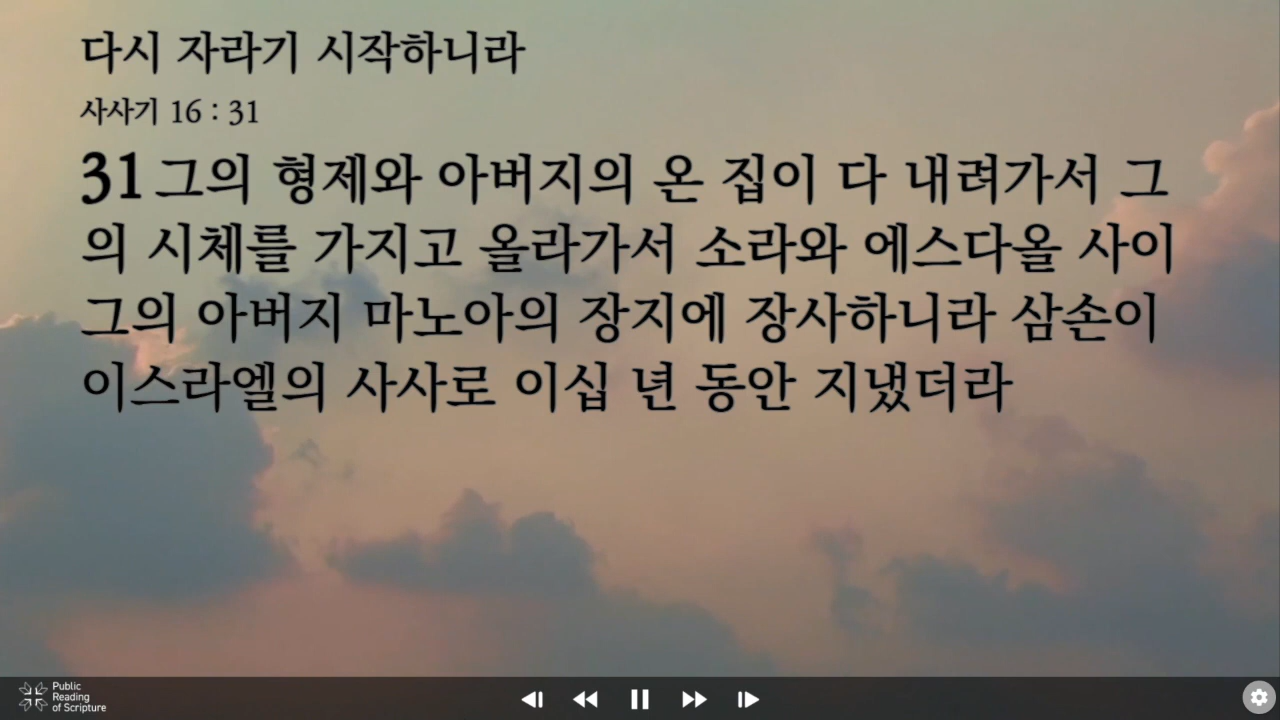 다시 자라기 시작하니라
사사기 16 : 31
31 그의 형제와 아버지의 온 집이 다 내려가서 그
의 시체를 가지고 올라가서 소라와 에스다올 사이
그의 아버지 마노아의 장지에 장사하니라 삼손이
이스라엘의 사사로 이십 년 동안 지냈더라
Public
Reading
of Scripture